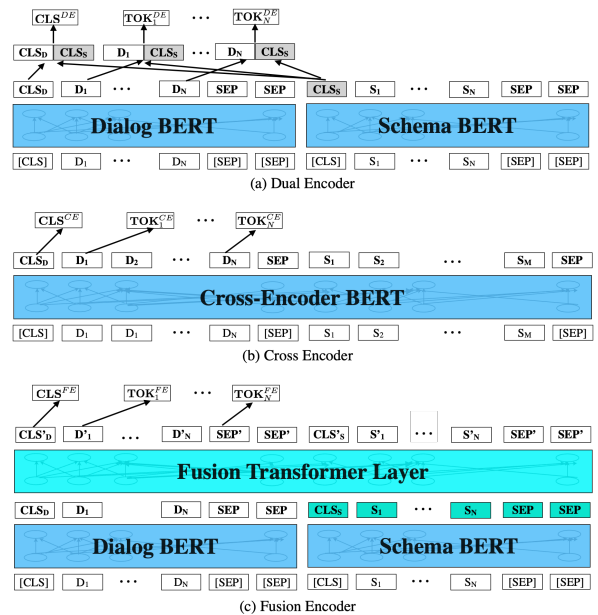 CLS^{DE} TOK_1^{DE} ··· TOK_N^{DE}
CLS_D CLS_S D_1 CLS_S ··· D_N CLS_S
CLS_D D_1 ··· D_N SEP SEP CLS_S S_1 ··· S_N SEP SEP
Dialog BERT Schema BERT
[CLS] D_1 ··· D_N [SEP] [SEP] [CLS] S_1 ··· S_N [SEP] [SEP]
(a) Dual Encoder
CLS^{CE} TOK_1^{CE} ··· TOK_N^{CE}
CLS_D D_1 D_2 ··· D_N SEP S_1 S_2 ··· S_M SEP
Cross-Encoder BERT
[CLS] D_1 D_1 ··· D_N [SEP] S_1 S_2 ··· S_M [SEP]
(b) Cross Encoder
CLS^{FE} TOK_1^{FE} ··· TOK_N^{FE}
CLS'_D D'_1 ... D'_N SEP' SEP' CLS'_S S'_1 ... S'_N SEP' SEP'
Fusion Transformer Layer
CLS_D D_1 D_N SEP SEP CLS_S S_1 ··· S_N SEP SEP
Dialog BERT Schema BERT
[CLS] D_1 ··· D_N [SEP] [SEP] [CLS] S_1 ··· S_N [SEP] [SEP]
(c) Fusion Encoder